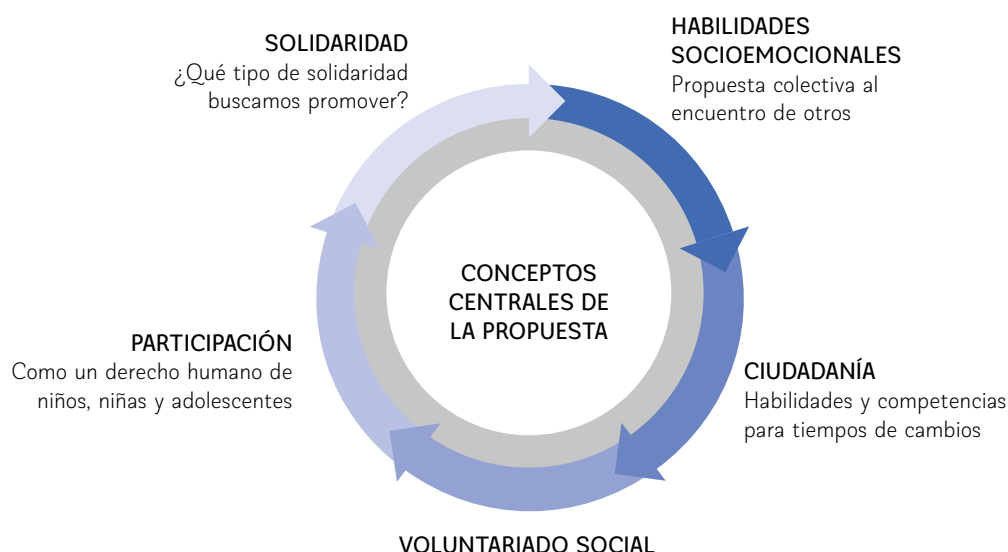 SOLIDARIDAD
¿Qué tipo de solidaridad
buscamos promover?
HABILIDADES
SOCIOEMOCIONALES
Propuesta colectiva al
encuentro de otros
CONCEPTOS
CENTRALES DE
LA PROPUESTA
PARTICIPACIÓN
Como un derecho humano de
niños, niñas y adolescentes
CIUDADANÍA
Habilidades y competencias
para tiempos de cambios
VOLUNTARIADO SOCIAL